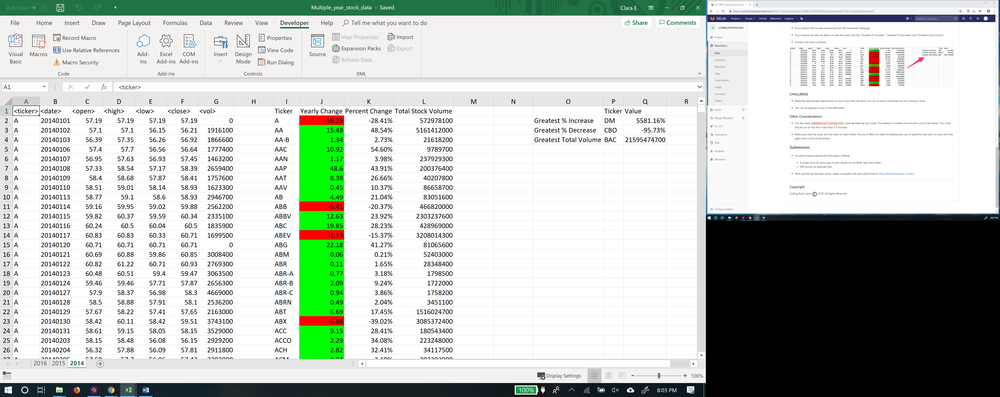 AutoSave Off
Multiple_year_stock_data - Saved
Clara E
File Home Insert Draw Page Layout Formulas Data Review View Developer Help Tell me what you want to do Share Comments
Visual Basic
Macros
Record Macro
Use Relative References
Macro Security
Code
Add-ins
Excel Add-ins
COM Add-ins
Add-ins
Insert
Design Mode
Properties
View Code
Run Dialog
Controls
Source
Map Properties
Expansion Packs
Refresh Data
Import
Export
XML
A1 fx <ticker>
A B C D E F G H I J K L M N O P Q R
1 <ticker> <date> <open> <high> <low> <close> <vol> Ticker Yearly Change Percent Change Total Stock Volume Ticker Value
2 A 20140101 57.19 57.19 57.19 57.19 0 A -16.25 -28.41% 572978100 Greatest % Increase DM 5581.16%
3 A 20140102 57.1 57.1 56.15 56.21 1916100 AA 15.48 48.54% 5161412000 Greatest % Decrease CBO -95.73%
4 A 20140103 56.39 57.35 56.26 56.92 1866600 AA-B 1.34 2.73% 21618200 Greatest Total Volume BAC 21595474700
5 A 20140106 57.4 57.7 56.56 56.64 1777400 AAC 10.92 54.60% 9789700
6 A 20140107 56.95 57.63 56.93 57.45 1463200 AAN 1.17 3.98% 237929300
7 A 20140108 57.33 58.54 57.17 58.39 2659400 AAP 48.6 43.91% 200376400
8 A 20140109 58.4 58.68 57.87 58.41 1757600 AAT 8.38 26.66% 40207800
9 A 20140110 58.51 59.01 58.14 58.93 1623300 AAV 0.45 10.37% 86658700
10 A 20140113 58.77 59.1 58.6 58.93 2946700 AB 4.49 21.04% 83051600
11 A 20140114 59.16 59.95 59.02 59.88 2562200 ABB -5.41 -20.37% 466820000
12 A 20140115 59.82 60.37 59.59 60.34 2335100 ABBV 12.63 23.92% 2303237600
13 A 20140116 60.24 60.5 60.04 60.5 1835900 ABC 19.85 28.23% 428969000
14 A 20140117 60.83 60.83 60.33 60.71 1699500 ABEV -1.13 -15.37% 3208014300
15 A 20140120 60.71 60.71 60.71 60.71 0 ABG 22.18 41.27% 81065600
16 A 20140121 60.69 60.88 59.86 60.85 3008400 ABM 0.06 0.21% 52403000
17 A 20140122 60.82 61.22 60.71 60.93 2769300 ABR 0.11 1.65% 28348400
18 A 20140123 60.48 60.51 59.4 59.47 3063500 ABR-A 0.77 3.18% 1798500
19 A 20140124 59.46 59.46 57.71 57.87 2656300 ABR-B 2.09 9.24% 1722000
20 A 20140127 57.9 58.37 56.98 58.3 4669000 ABR-C 0.94 3.86% 1758200
21 A 20140128 58.5 58.88 57.91 58.1 2536200 ABRN 0.49 2.04% 3451100
22 A 20140129 57.67 58.22 57.41 57.65 2163000 ABT 6.69 17.45% 1516024700
23 A 20140130 58.42 60.11 58.42 59.51 3743100 ABX -6.88 -39.02% 3085372400
24 A 20140131 58.61 59.15 58.05 58.15 3529000 ACC 9.15 28.41% 180543400
25 A 20140203 58.15 58.48 56.08 56.15 2929200 ACCO 2.29 34.08% 223248000
26 A 20140204 56.32 57.88 56.09 57.81 2911800 ACH 2.82 32.41% 34117500
2016 2015 2014
Display Settings 100%
100% 8:03 PM
02-VBA-Scripting/Homework
https://ucb.bootcampcontent.com/UCB-Coding-Bootcamp/UCBBEL201902DATA2/tree/master/02-VBA-Scripting/Homework
GitLab Projects Groups Activity Milestones Snippets Search or jump to...
U UCBBEL201902DATA2
Project
Repository
Files
Commits
Branches
Tags
Contributors
Graph
Compare
Charts
Issues 1
Merge Requests 0
CI / CD
Operations
Wiki
Snippets
Members
Collapse sidebar
Your solution will include everything from the moderate challenge.
Your solution will also be able to locate the stock with the "Greatest % increase", "Greatest % Decrease" and "Greatest total volume".
Solution will look as follows.
CHALLENGE
Make the appropriate adjustments to your script that will allow it to run on every worksheet just by running it once.
This can be applied to any of the difficulties.
Other Considerations
Use the sheet alphabetical_testing.xlsx while developing your code. This dataset is smaller and will allow you to test faster. Your code
should run on this file in less than 3-5 minutes.
Make sure that the script acts the same on each sheet. The joy of VBA is to take the tediousness out of repetitive task and run over and over
again with a click of the button.
Submission
To submit please upload the following to Github:
A screen shot for each year of your results on the Multi Year Stock Data.
VBA Scripts as separate files.
After everything has been saved, create a sharable link and submit that to https://bootcampspot-v2.com/.
Copyright
Coding Boot Camp © 2018. All Rights Reserved.
8:03 PM